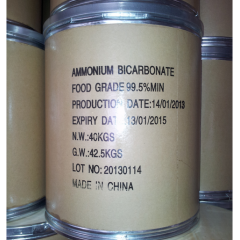 AMMONIUM BICARBONATE
FOOD GRADE 99.5%MIN
PRODUCTION DATE:14/01/2013
EXPIRY DATE:13/01/2015
N.W.:40KGS
G.W.:42.5KGS
LOT NO: 20130114
MADE IN CHINA